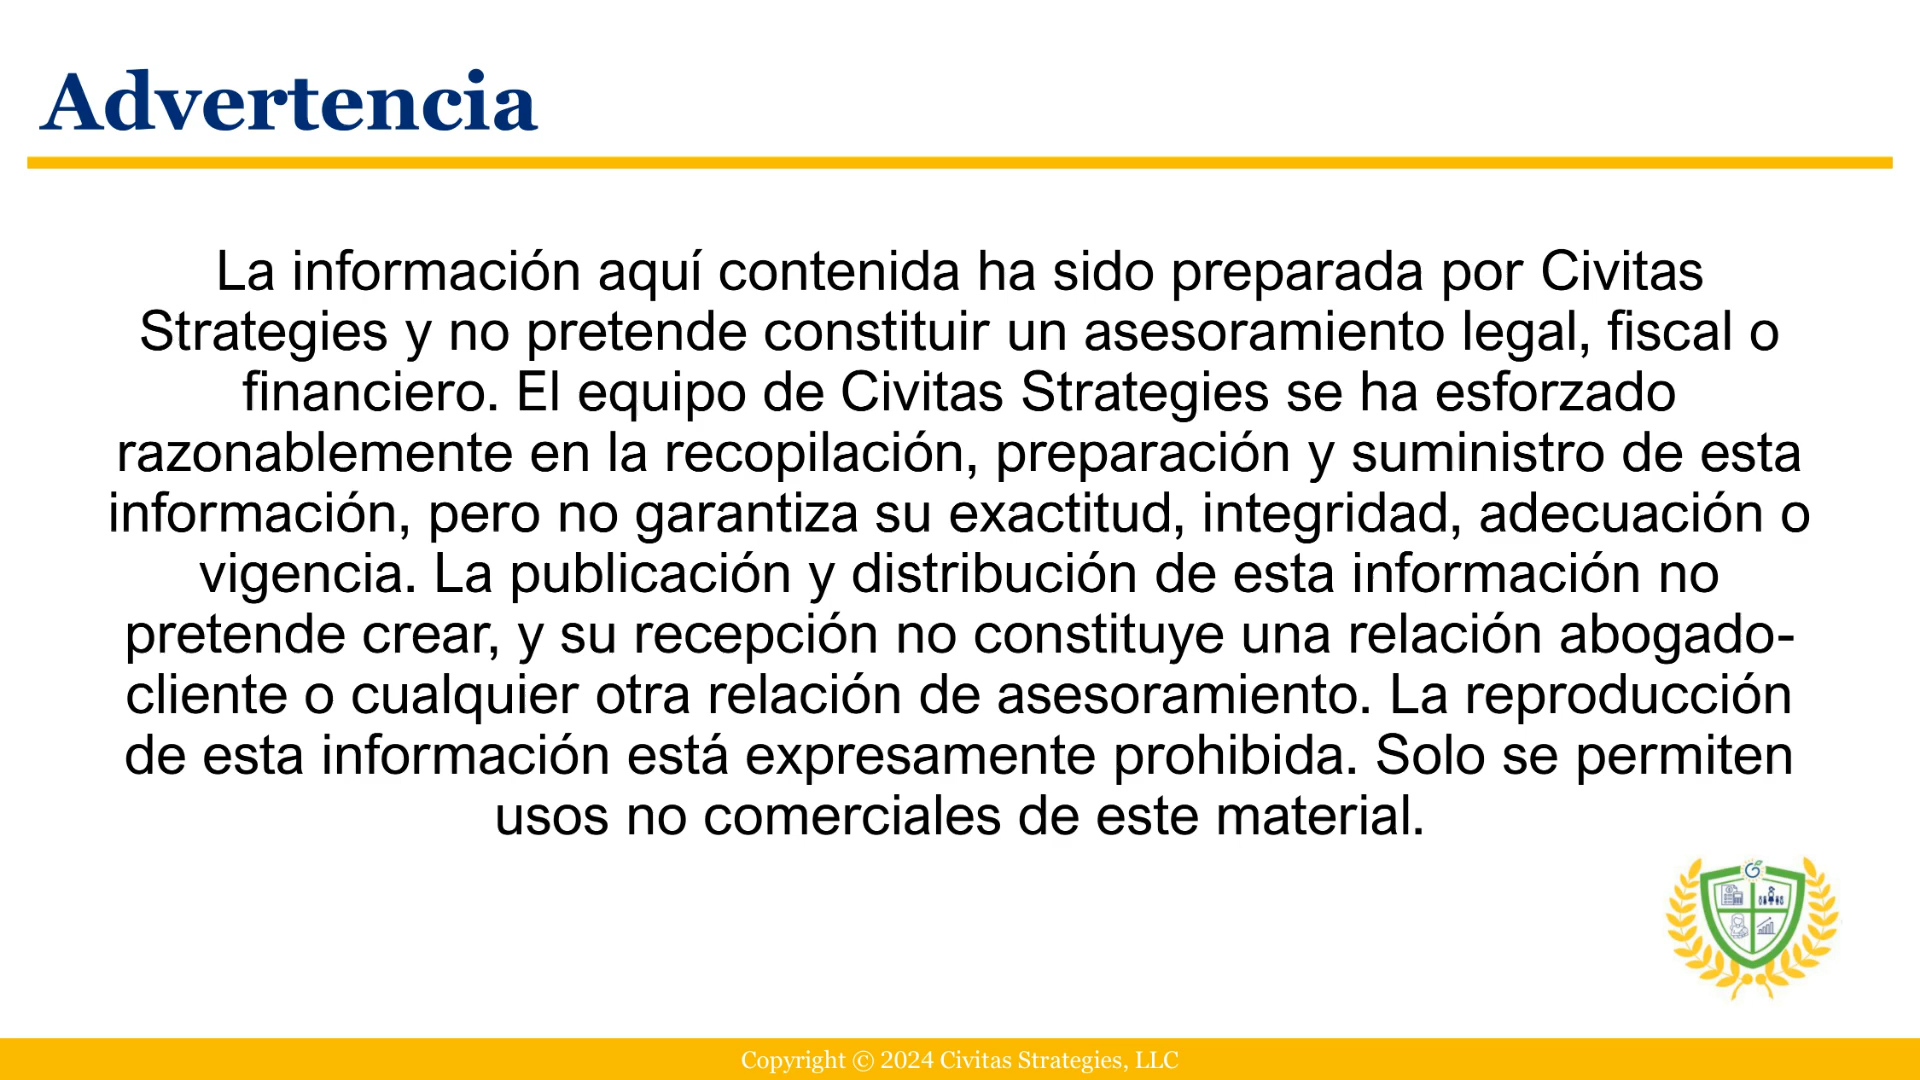 Advertencia
La información aquí contenida ha sido preparada por Civitas
Strategies y no pretende constituir un asesoramiento legal, fiscal o
financiero. El equipo de Civitas Strategies se ha esforzado
razonablemente en la recopilación, preparación y suministro de esta
información, pero no garantiza su exactitud, integridad, adecuación o
vigencia. La publicación y distribución de esta información no
pretende crear, y su recepción no constituye una relación abogado-
cliente o cualquier otra relación de asesoramiento. La reproducción
de esta información está expresamente prohibida. Solo se permiten
usos no comerciales de este material.
Copyright © 2024 Civitas Strategies, LLC